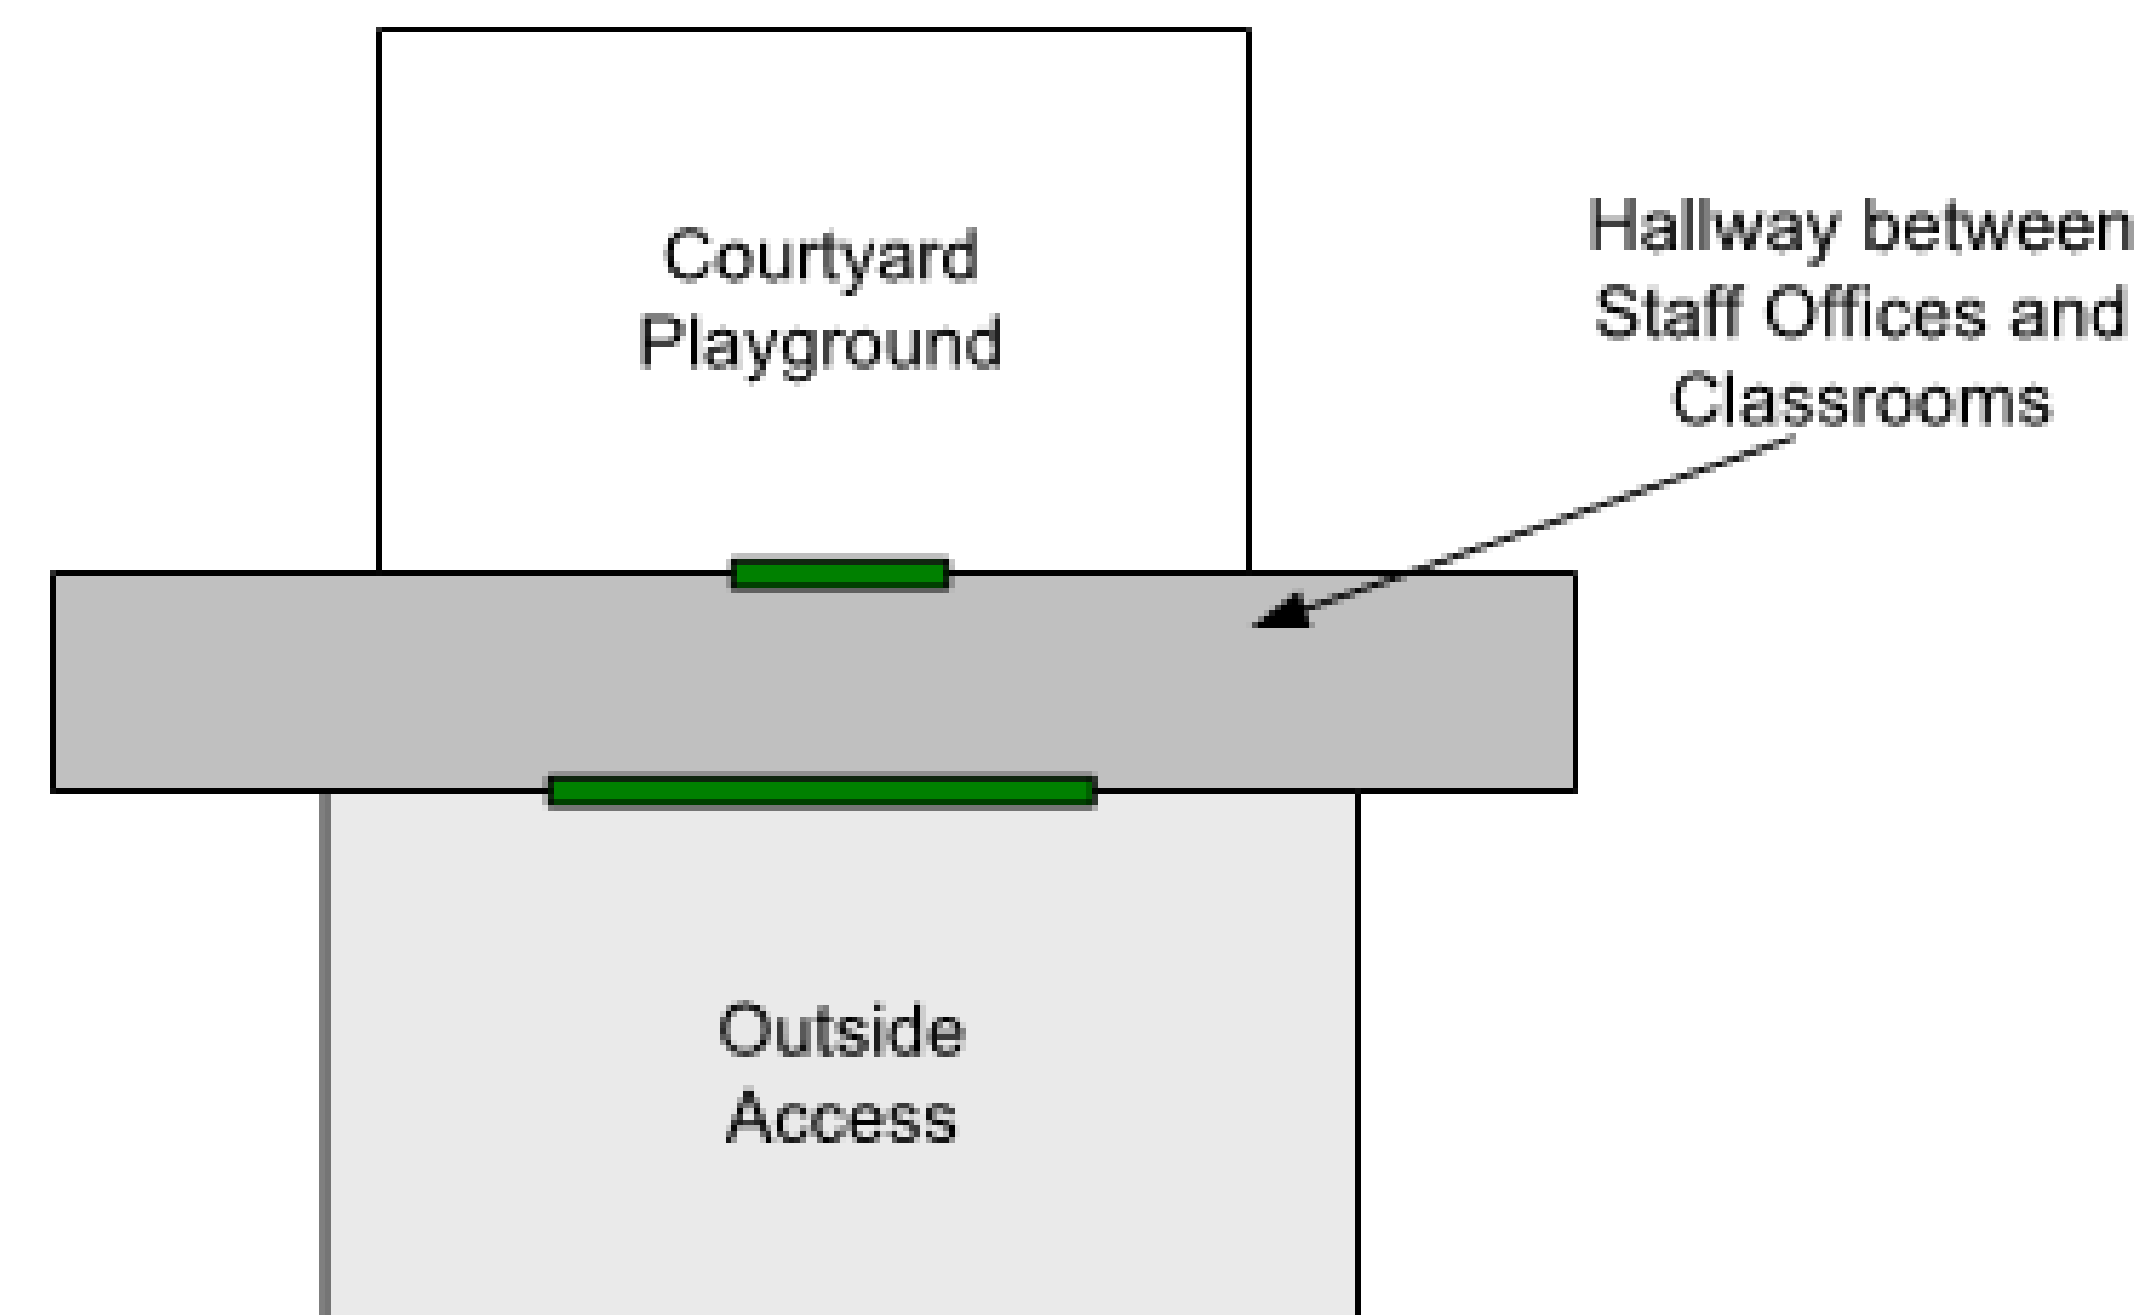 Courtyard
Playground
Hallway between
Staff Offices and
Classrooms
Outside
Access